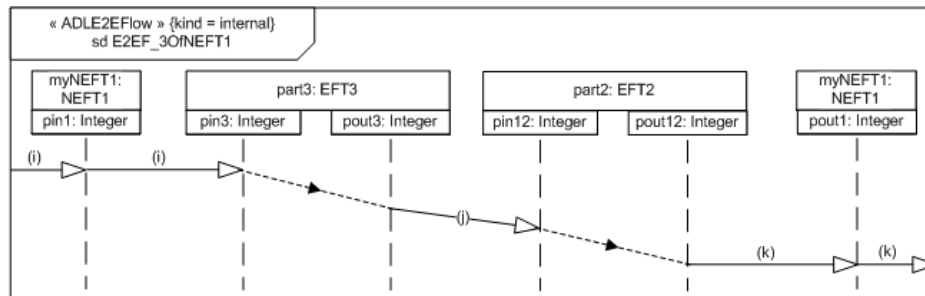 « ADLE2EFlow » {kind = internal}
sd E2EF_3OfNEFT1
myNEFT1:
NEFT1
pin1: Integer
part3: EFT3
pin3: Integer
pout3: Integer
part2: EFT2
pin12: Integer
pout12: Integer
myNEFT1:
NEFT1
pout1: Integer
(i)
(i)
(j)
(k)
(k)